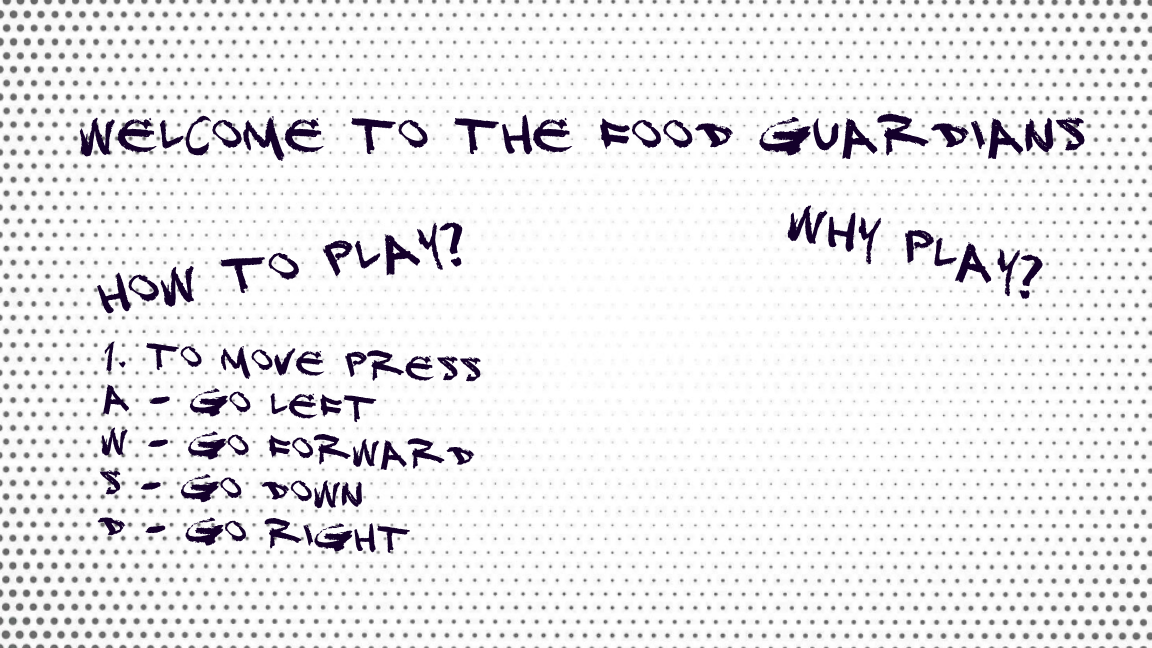 WELCOME TO THE FOOD GUARDIANS
HOW TO PLAY?
WHY PLAY?
1. TO MOVE PRESS
A - GO LEFT
W - GO FORWARD
S - GO DOWN
D - GO RIGHT